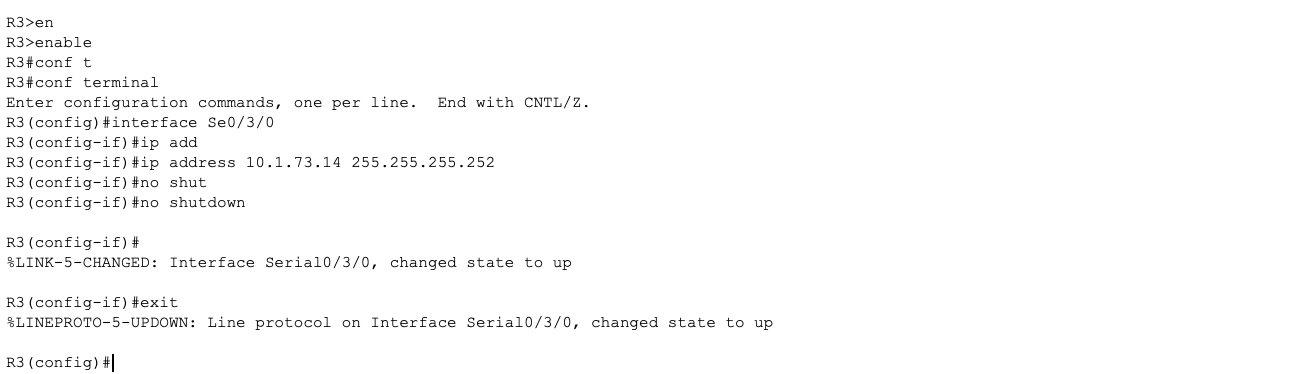 R3>en
R3>enable
R3#conf t
R3#conf terminal
Enter configuration commands, one per line.  End with CNTL/Z.
R3(config)#interface Se0/3/0
R3(config-if)#ip add
R3(config-if)#ip address 10.1.73.14 255.255.255.252
R3(config-if)#no shut
R3(config-if)#no shutdown
R3(config-if)#
%LINK-5-CHANGED: Interface Serial0/3/0, changed state to up
R3(config-if)#exit
%LINEPROTO-5-UPDOWN: Line protocol on Interface Serial0/3/0, changed state to up
R3(config)#